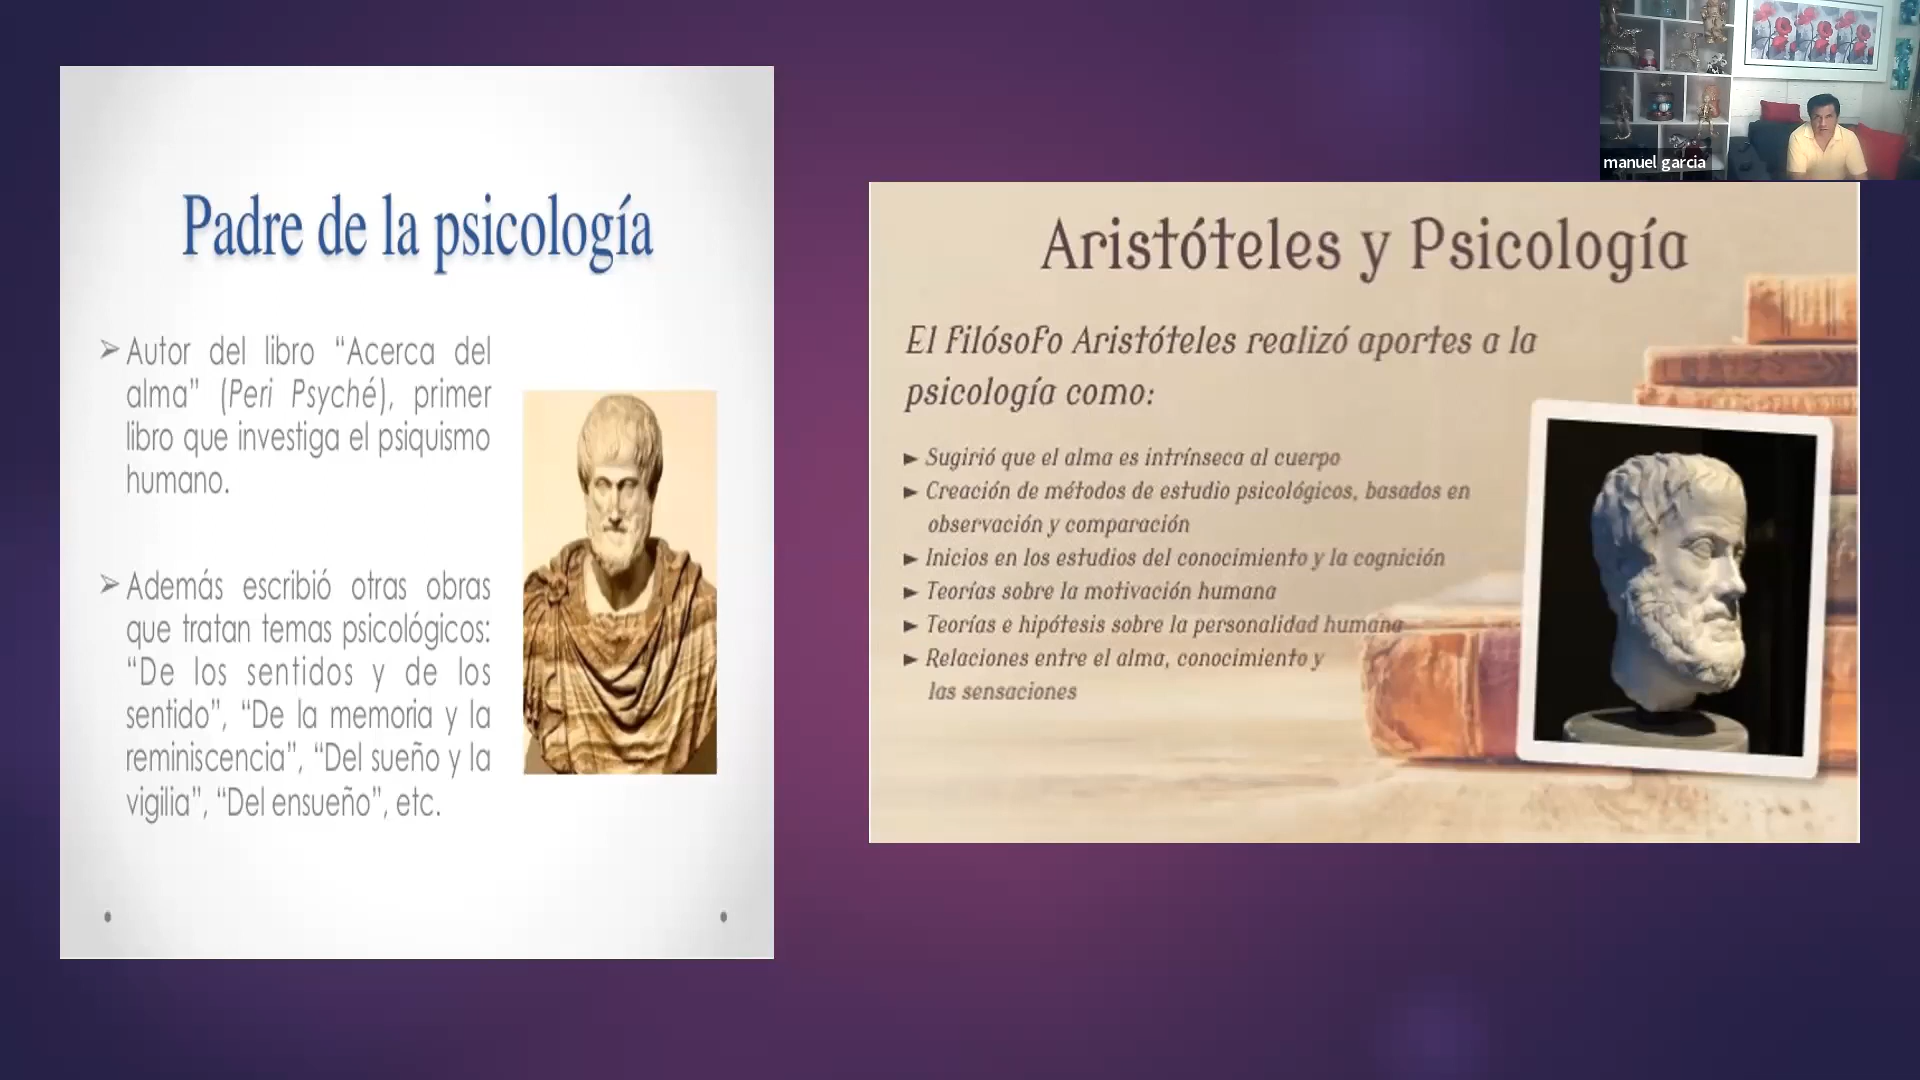 Padre de la psicología
➢ Autor del libro “Acerca del
alma” (Peri Psyché), primer
libro que investiga el psiquismo
humano.
➢ Además escribió otras obras
que tratan temas psicológicos:
“De los sentidos y de los
sentido”, “De la memoria y la
reminiscencia”, “Del sueño y la
vigilia”, “Del ensueño”, etc.
manuel garcia
Aristóteles y Psicología
El Filósofo Aristóteles realizó aportes a la
psicología como:
► Sugirió que el alma es intrínseca al cuerpo
► Creación de métodos de estudio psicológicos, basados en
observación y comparación
► Inicios en los estudios del conocimiento y la cognición
► Teorías sobre la motivación humana
► Teorías e hipótesis sobre la personalidad humana
► Relaciones entre el alma, conocimiento y
las sensaciones